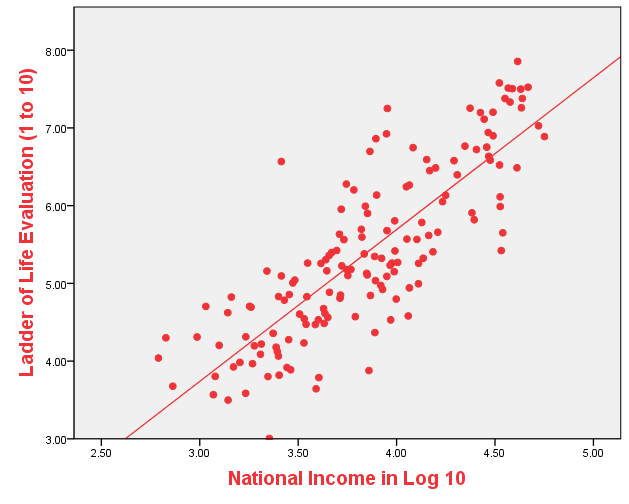 Ladder of Life Evaluation (1 to 10)
8.00
7.00
6.00
5.00
4.00
3.00
2.50 3.00 3.50 4.00 4.50 5.00
National Income in Log 10